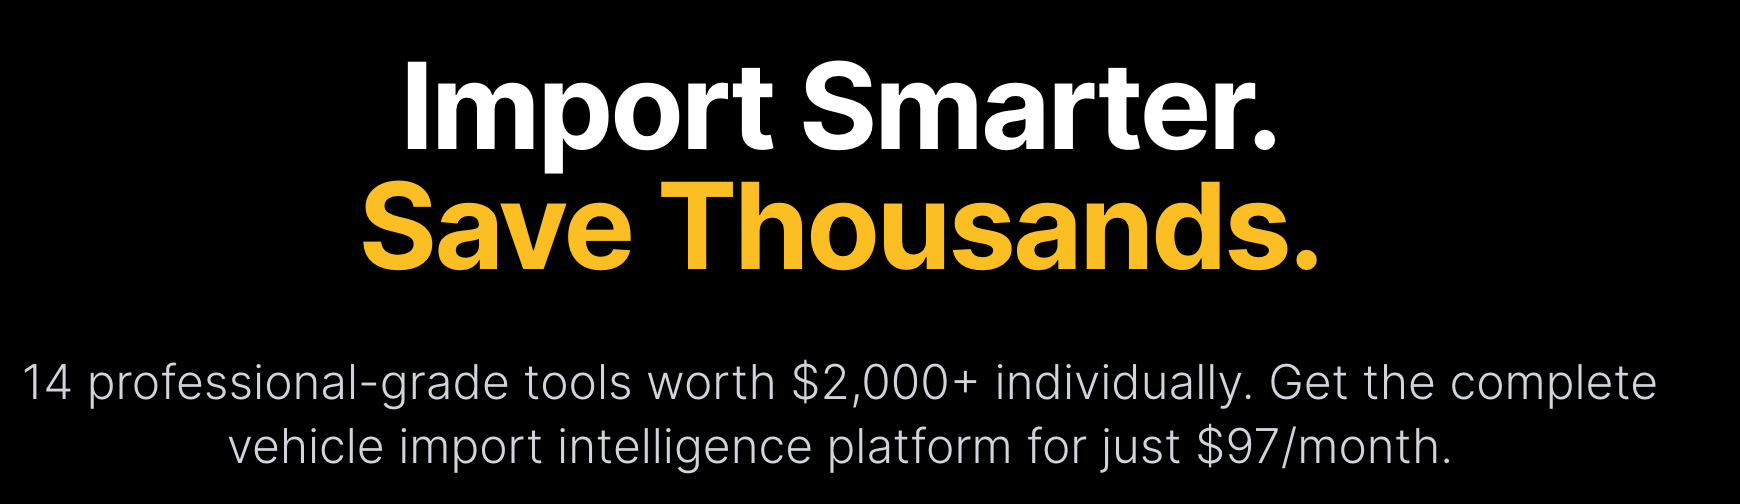 Import Smarter.
Save Thousands.
14 professional-grade tools worth $2,000+ individually. Get the complete
vehicle import intelligence platform for just $97/month.